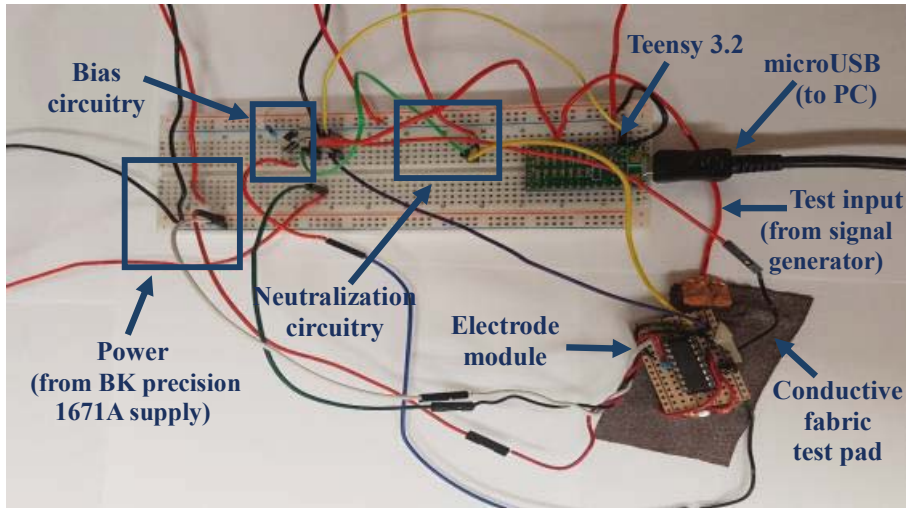 Teensy 3.2
microUSB
(to PC)
Bias
circuitry
Test input
(from signal
generator)
Neutralization
circuitry
Electrode
module
Power
(from BK precision
1671A supply)
Conductive
fabric
test pad